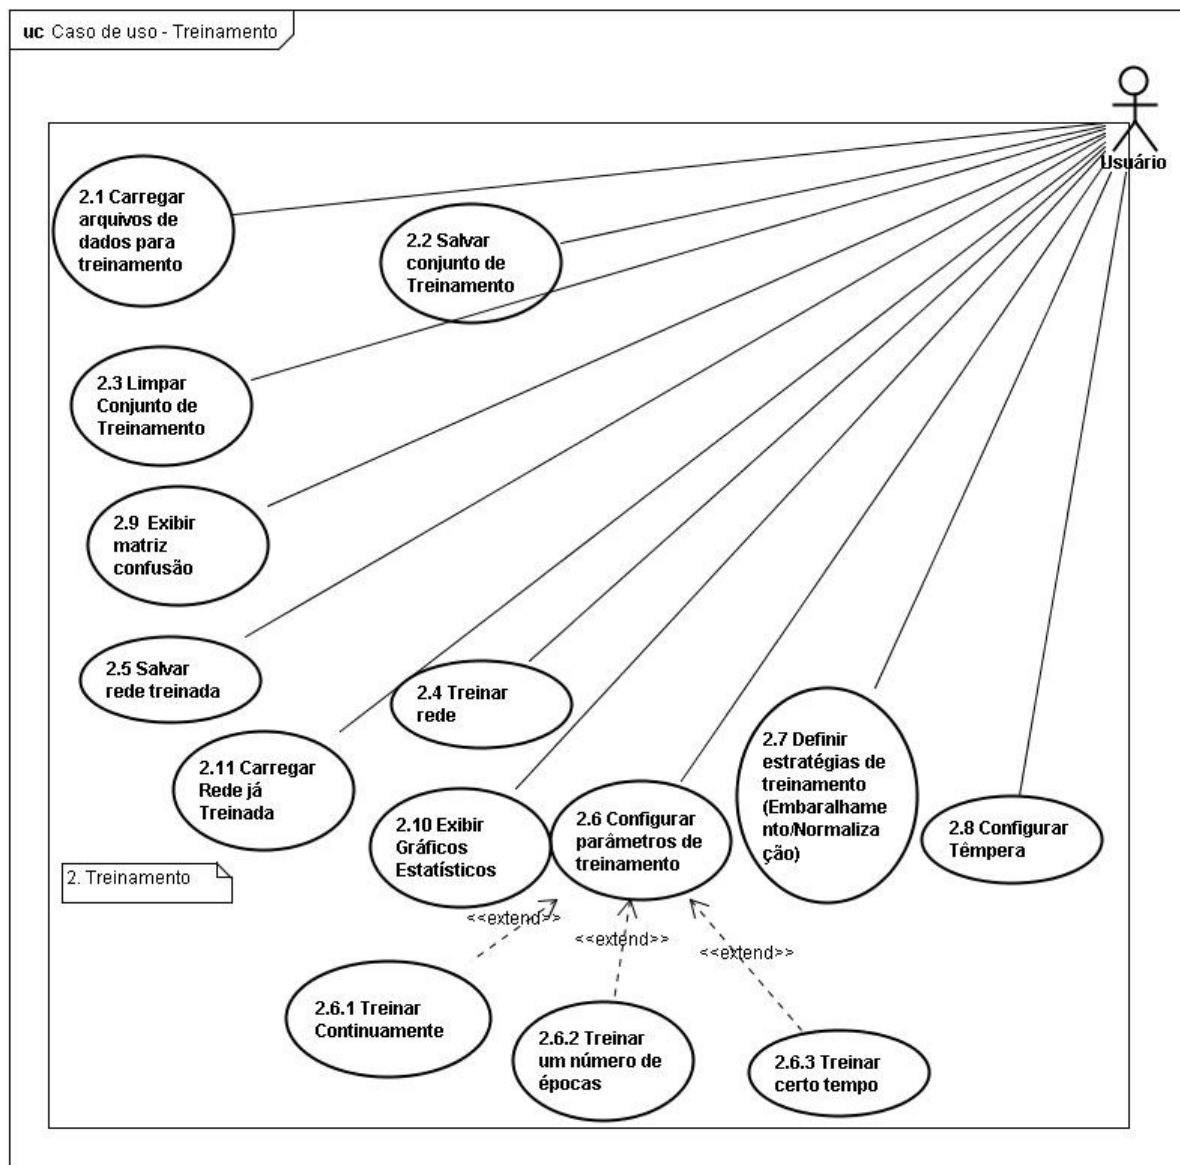 uc Caso de uso - Treinamento
Usuário
2.1 Carregar
arquivos de
dados para
treinamento
2.2 Salvar
conjunto de
Treinamento
2.3 Limpar
Conjunto de
Treinamento
2.9 Exibir
matriz
confusão
2.5 Salvar
rede treinada
2.4 Treinar
rede
2.11 Carregar
Rede já
Treinada
2.10 Exibir
Gráficos
Estatísticos
2.6 Configurar
parâmetros de
treinamento
2.7 Definir
estratégias de
treinamento
(Embaralhame
nto/Normaliza
ção)
2.8 Configurar
Têmpera
2. Treinamento
<<extend>>
<<extend>>
<<extend>>
2.6.1 Treinar
Continuamente
2.6.2 Treinar
um número de
épocas
2.6.3 Treinar
certo tempo